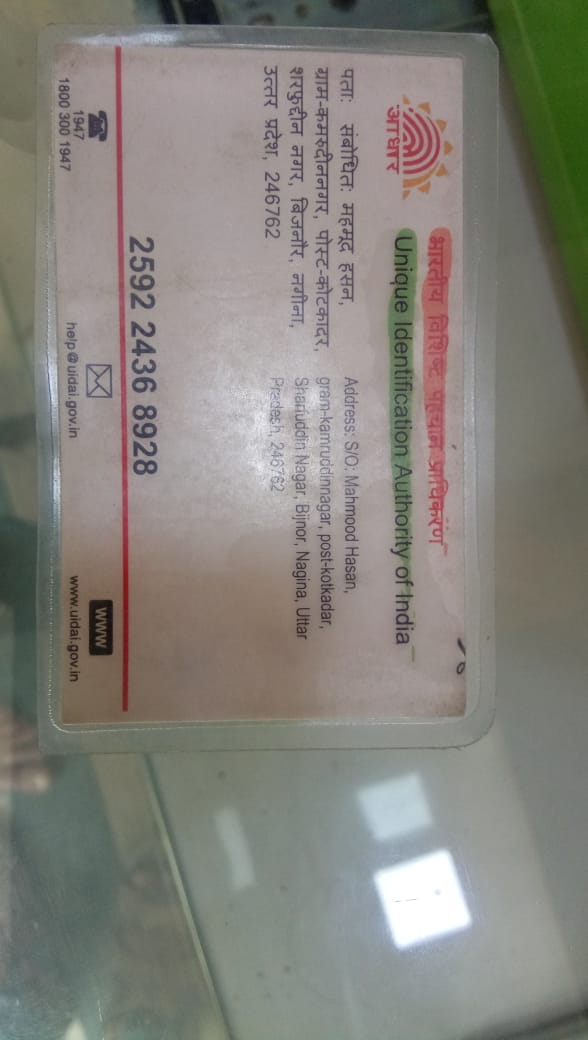 आधार
भारतीय विशिष्ट पहचान प्राधिकरण
Unique Identification Authority of India
पता: संबोधित: महमूद हसन,
ग्राम-कमरुदीननगर, पोस्ट-कोटकादर,
शरफुद्दीन नगर, बिजनौर, नगीना,
उत्तर प्रदेश, 246762
Address: S/O: Mahmood Hasan,
gram-kamruddinnagar, post-kotkadar,
Sharfuddin Nagar, Bijnor, Nagina, Uttar
Pradesh, 246762
2592 2436 8928
1947
1800 300 1947
help@uidai.gov.in
www
www.uidai.gov.in